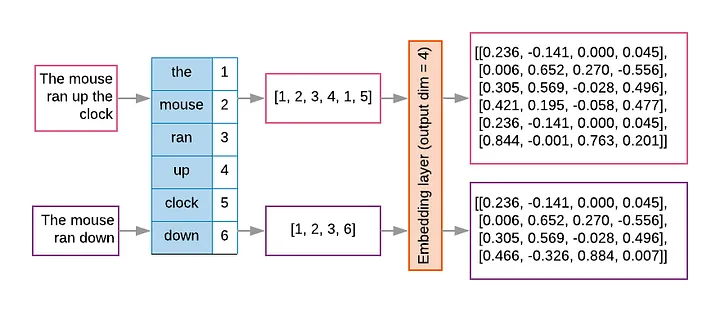 The mouse
ran up the
clock
the 1
mouse 2
ran 3
up 4
clock 5
down 6
[1, 2, 3, 4, 1, 5]
Embedding layer (output dim = 4)
[[0.236, -0.141, 0.000, 0.045],
[0.006, 0.652, 0.270, -0.556],
[0.305, 0.569, -0.028, 0.496],
[0.421, 0.195, -0.058, 0.477],
[0.236, -0.141, 0.000, 0.045],
[0.844, -0.001, 0.763, 0.201]]
The mouse
ran down
[1, 2, 3, 6]
[[0.236, -0.141, 0.000, 0.045],
[0.006, 0.652, 0.270, -0.556],
[0.305, 0.569, -0.028, 0.496],
[0.466, -0.326, 0.884, 0.007]]